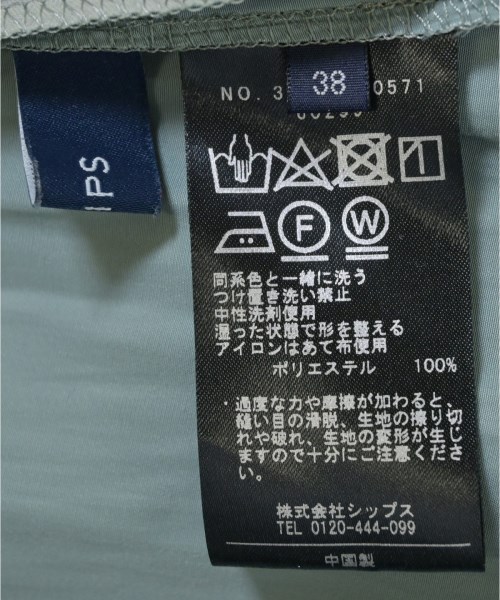 38
NO. 3 0571
F
W
同系色と一緒に洗う
つけ置き洗い禁止
中性洗剤使用
湿った状態で形を整える
アイロンはあて布使用
ポリエステル 100%
・過度な力や摩擦が加わると、
縫い目の滑脱、生地の擦り切
れや破れ、生地の変形が生じ
ますので十分にご注意くださ
い。
株式会社シップス
TEL 0120-444-099
中国製
IPS